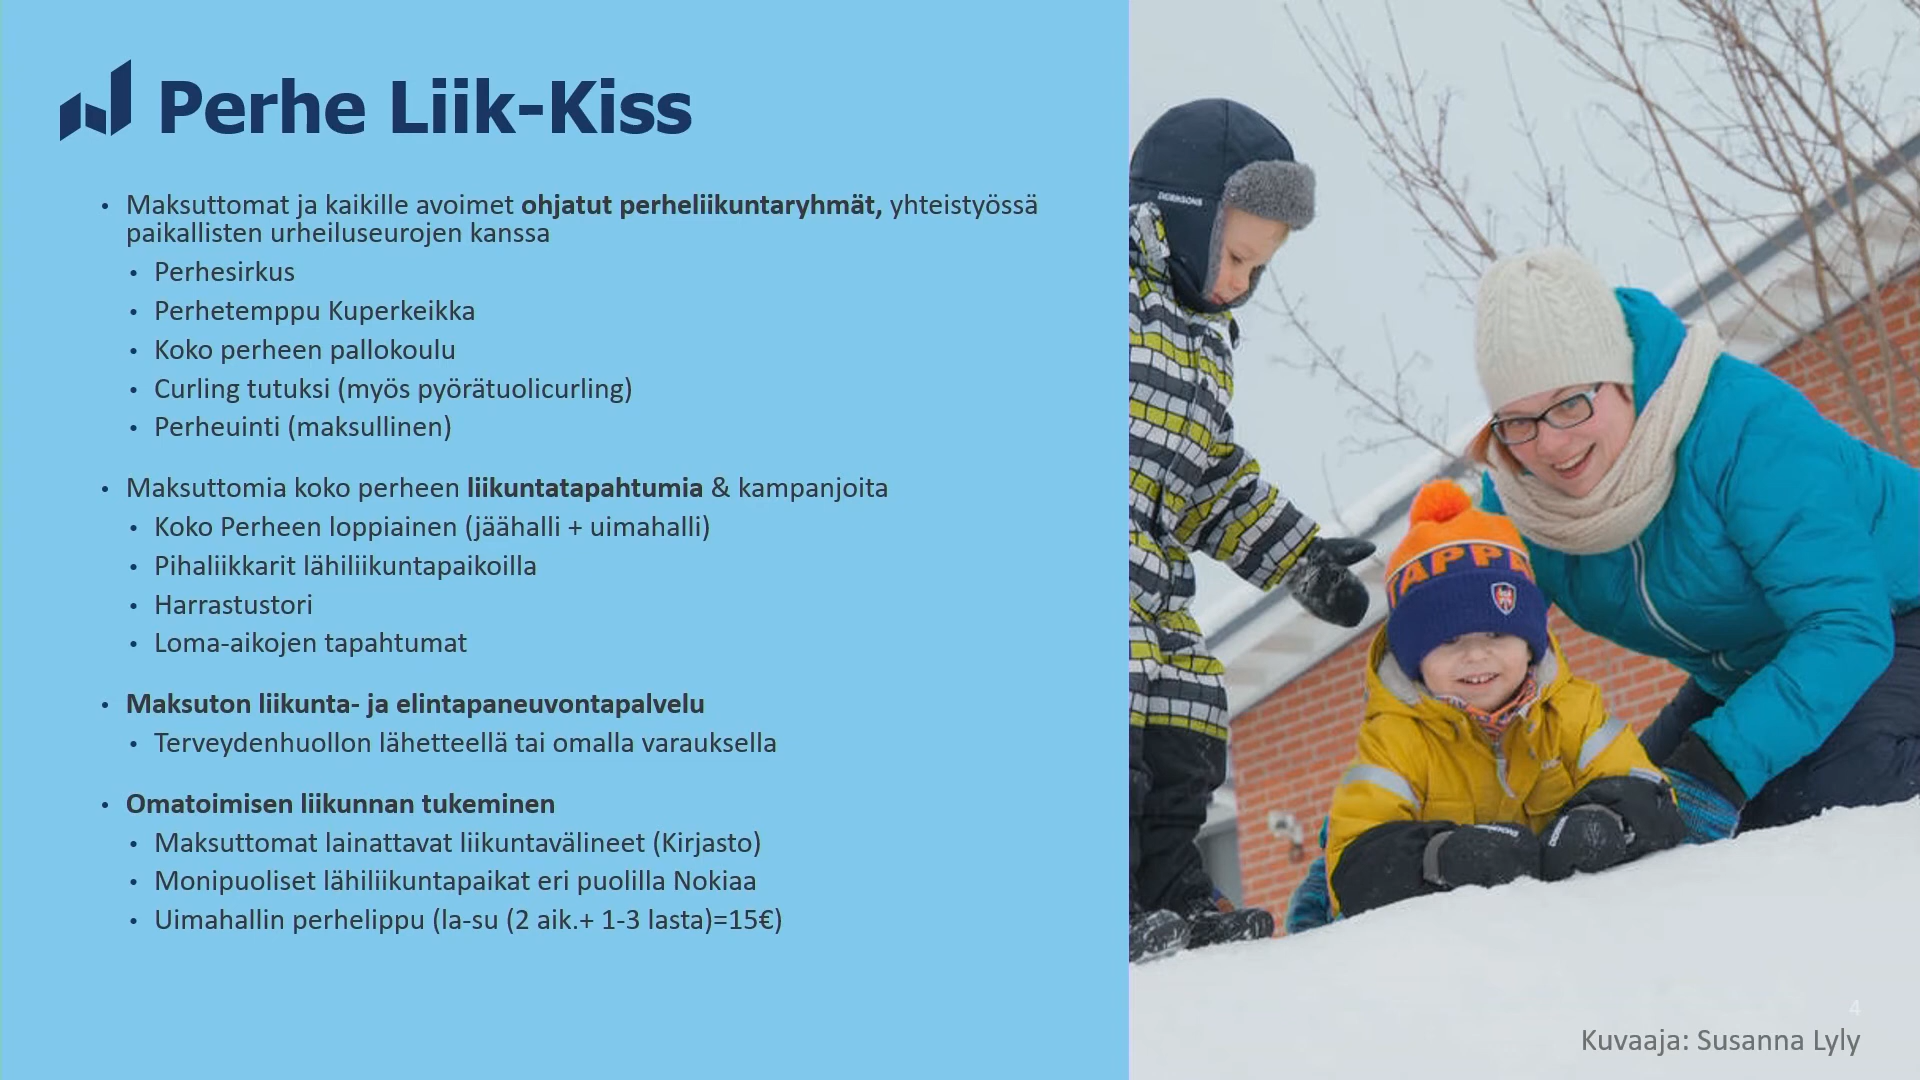 Perhe Liik-Kiss
• Maksuttomat ja kaikille avoimet ohjatut perheliikuntaryhmät, yhteistyössä
paikallisten urheiluseurojen kanssa
• Perhesirkus
• Perhetemppu Kuperkeikka
• Koko perheen pallokoulu
• Curling tutuksi (myös pyörätuolicurling)
• Perheuinti (maksullinen)
• Maksuttomia koko perheen liikuntatapahtumia & kampanjoita
• Koko Perheen loppiainen (jäähalli + uimahalli)
• Pihaliikkarit lähiliikuntapaikoilla
• Harrastustori
• Loma-aikojen tapahtumat
• Maksuton liikunta- ja elintapaneuvontapalvelu
• Terveydenhuollon lähetteellä tai omalla varauksella
• Omatoimisen liikunnan tukeminen
• Maksuttomat lainattavat liikuntavälineet (Kirjasto)
• Monipuoliset lähiliikuntapaikat eri puolilla Nokiaa
• Uimahallin perhelippu (la-su (2 aik.+ 1-3 lasta)=15€)
4
Kuvaaja: Susanna Lyly